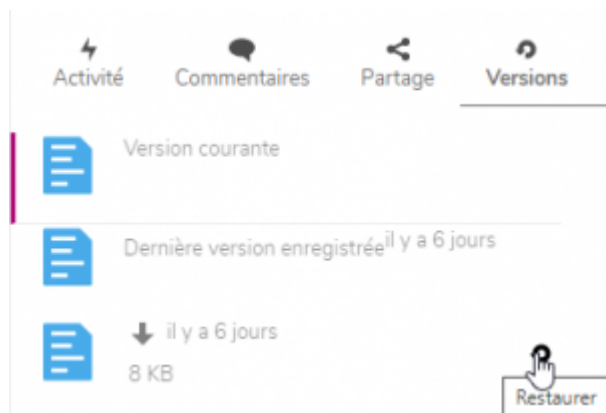 Activité Commentaires Partage Versions
Version courante
Dernière version enregistrée il y a 6 jours
il y a 6 jours
8 KB
Restaurer